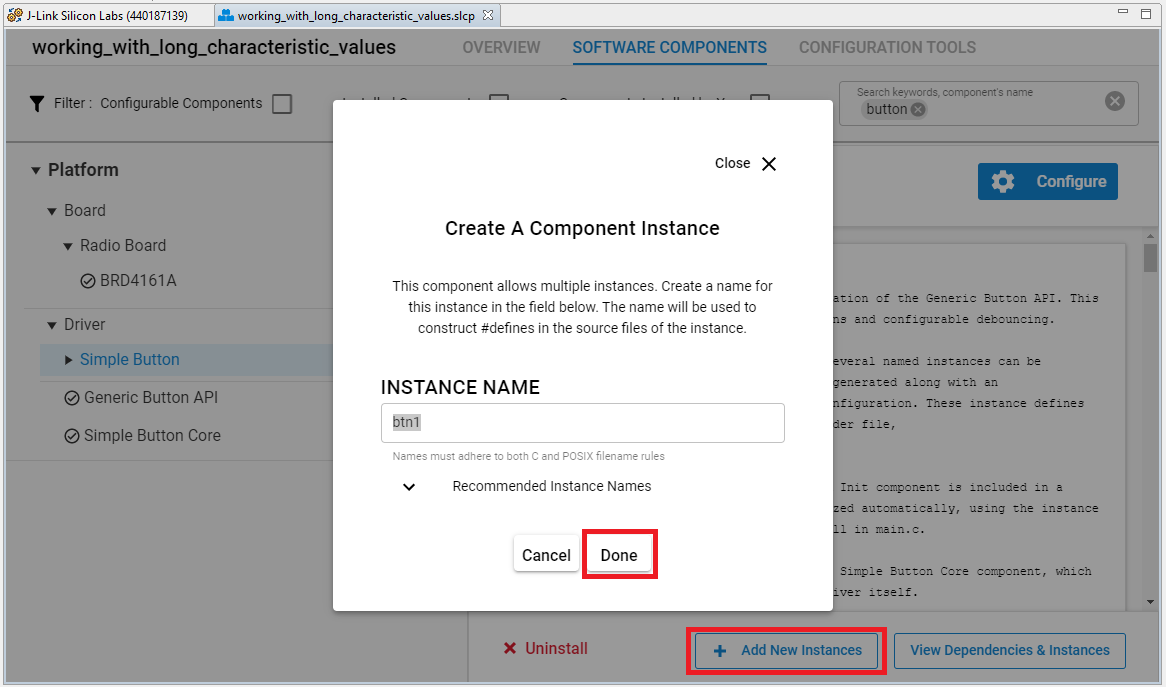 J-Link Silicon Labs (440187139)
working_with_long_characteristic_values.slcp
working_with_long_characteristic_values
OVERVIEW
SOFTWARE COMPONENTS
CONFIGURATION TOOLS
Filter :
Configurable Components
Search keywords, component's name
button
Platform
Board
Radio Board
BRD4161A
Driver
Simple Button
Generic Button API
Simple Button Core
Close
Create A Component Instance
This component allows multiple instances. Create a name for
this instance in the field below. The name will be used to
construct #defines in the source files of the instance.
INSTANCE NAME
btn1
Names must adhere to both C and POSIX filename rules
Recommended Instance Names
Cancel
Done
Configure
ation of the Generic Button API. This
ns and configurable debouncing.
everal named instances can be
generated along with an
nfiguration. These instance defines
der file,
Init component is included in a
zed automatically, using the instance
ll in main.c.
Simple Button Core component, which
iver itself.
Uninstall
Add New Instances
View Dependencies & Instances